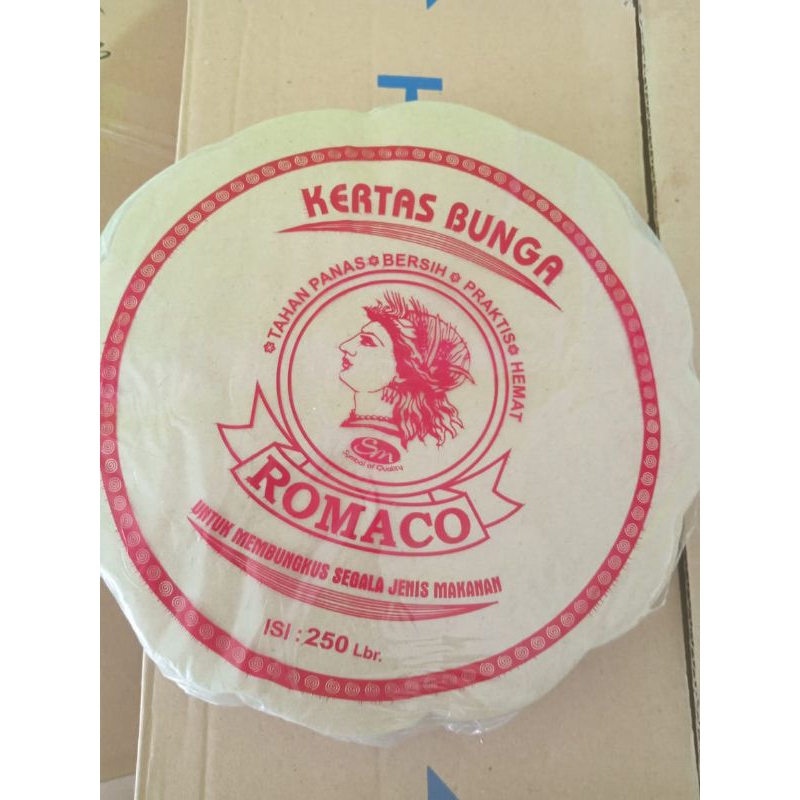 KERTAS BUNGA
TAHAN PANAS BERSIH PRAKTIS HEMAT
Symbol of Quality
ROMACO
UNTUK MEMBUNGKUS SEGALA JENIS MAKANAN
ISI : 250 Lbr.